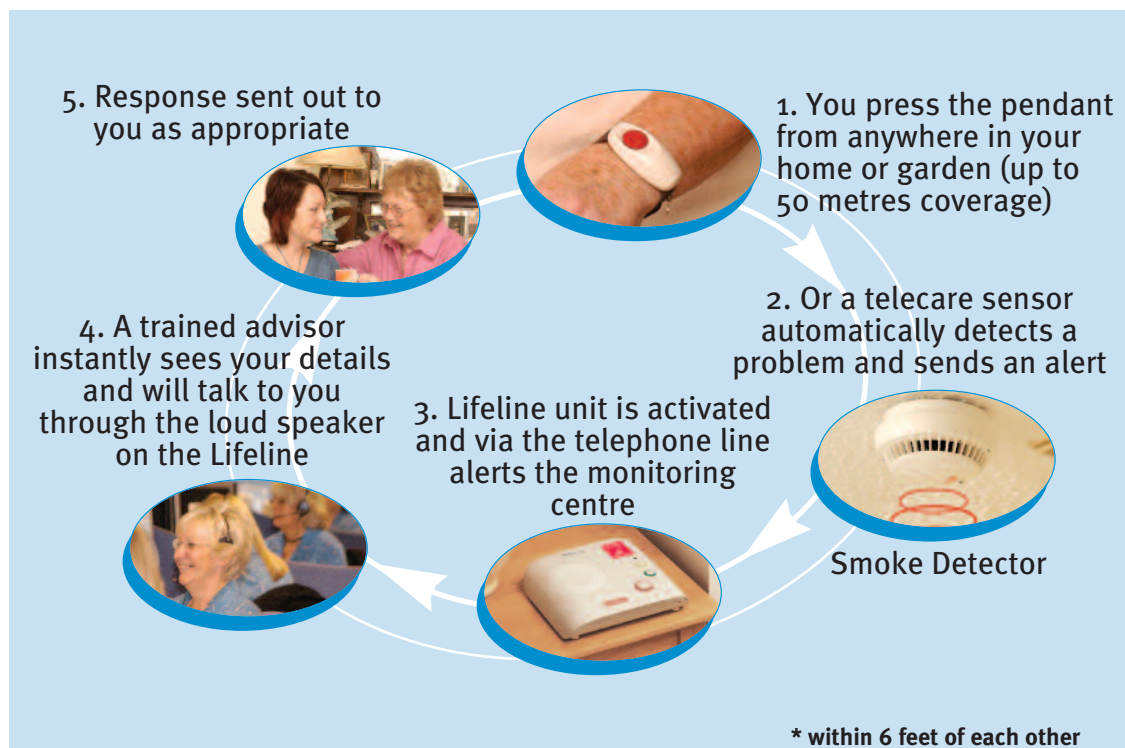 1. You press the pendant
from anywhere in your
home or garden (up to
50 metres coverage)
2. Or a telecare sensor
automatically detects a
problem and sends an alert
Smoke Detector
3. Lifeline unit is activated
and via the telephone line
alerts the monitoring
centre
4. A trained advisor
instantly sees your details
and will talk to you
through the loud speaker
on the Lifeline
5. Response sent out to
you as appropriate
* within 6 feet of each other